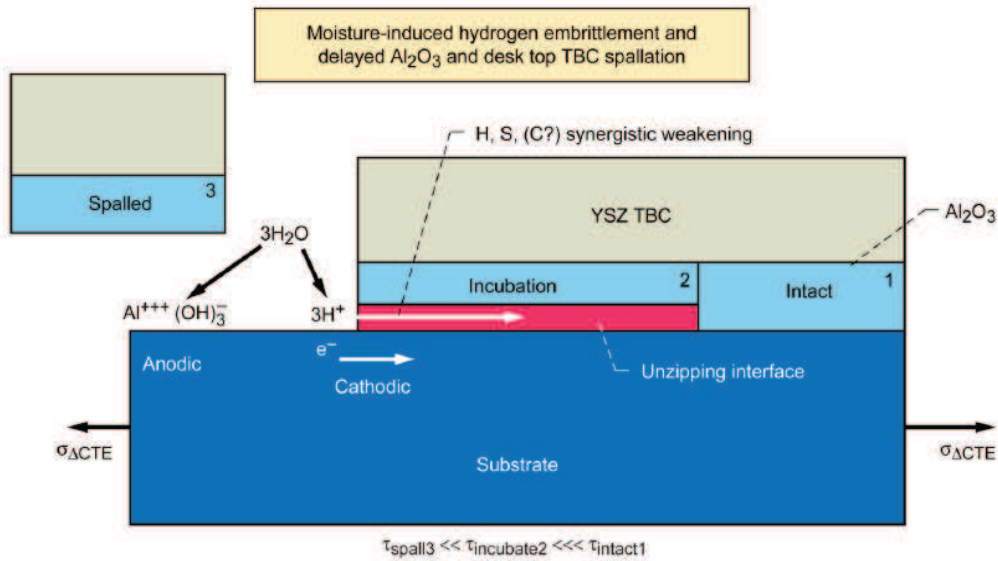 Moisture-induced hydrogen embrittlement and
delayed Al₂O₃ and desk top TBC spallation
H, S, (C?) synergistic weakening
3
Spalled
YSZ TBC
Al₂O₃
3H₂O
2
Incubation
1
Intact
Al⁺⁺⁺ (OH)₃⁻
3H⁺
e⁻
Anodic
Cathodic
Unzipping interface
σΔCTE
σΔCTE
Substrate
τspall3 << τincubate2 <<< τintact1